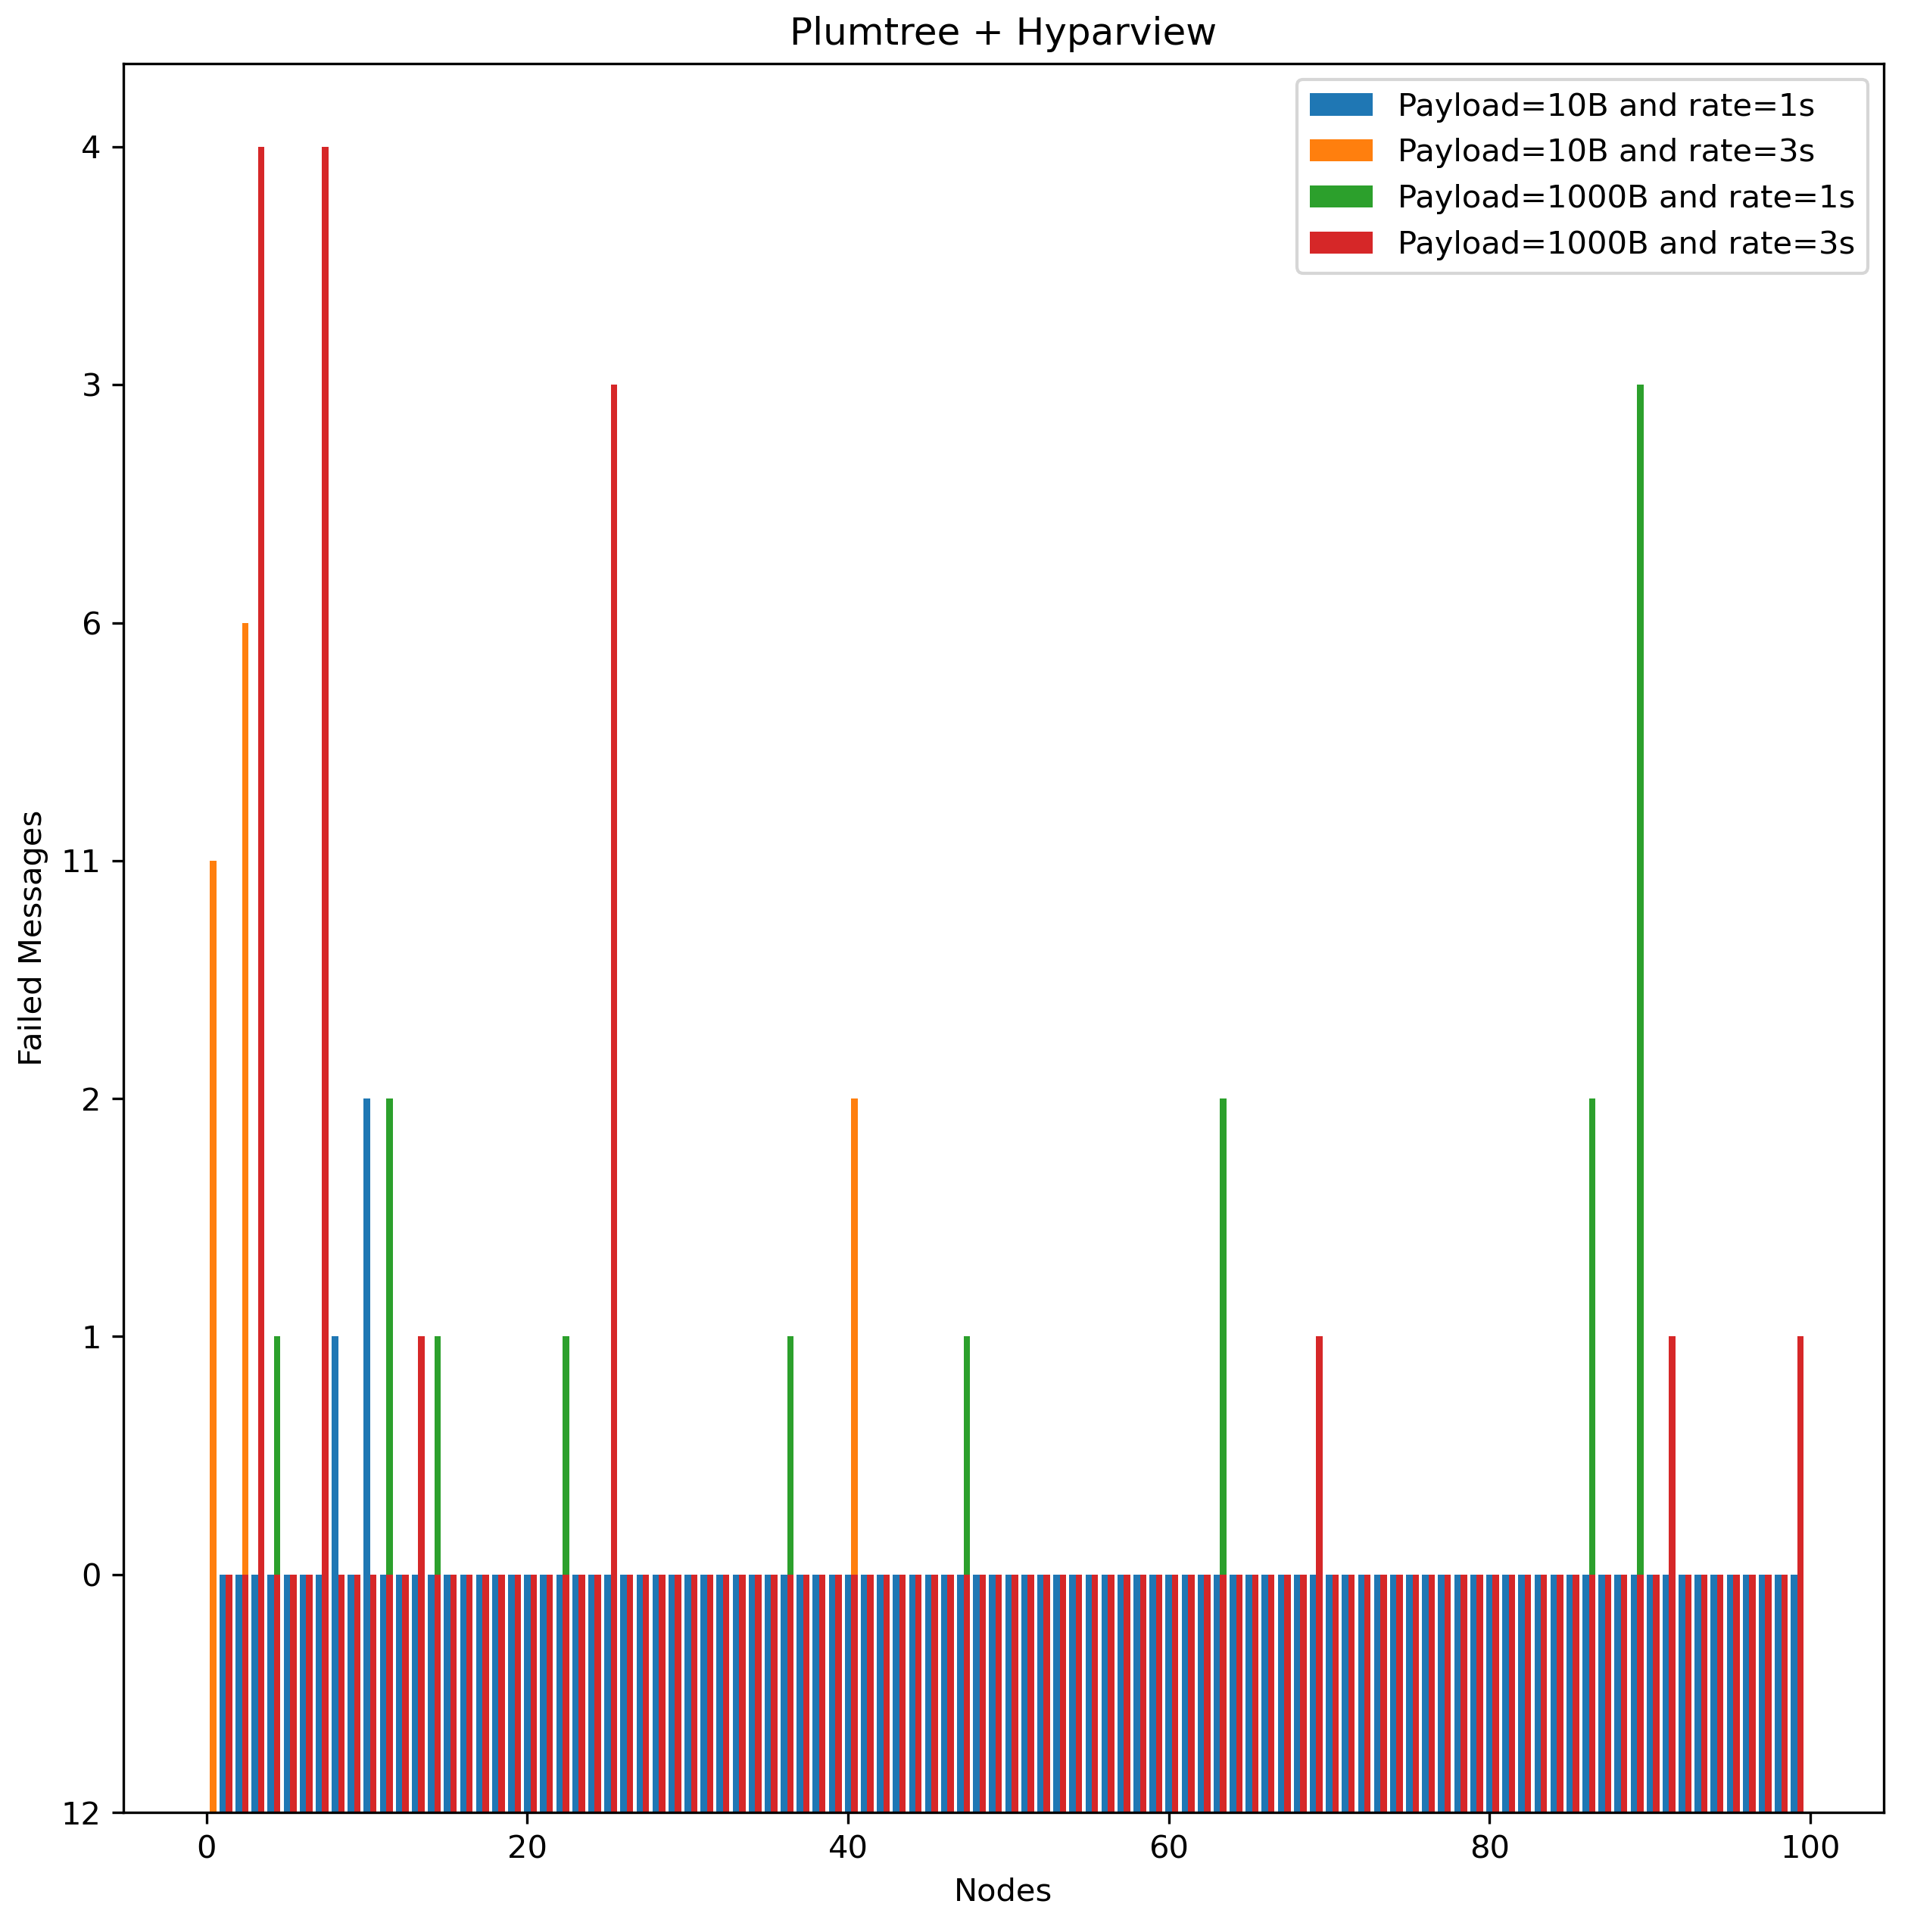 Plumtree + Hyparview
Payload=10B and rate=1s
Payload=10B and rate=3s
Payload=1000B and rate=1s
Payload=1000B and rate=3s
Failed Messages
4
3
6
11
2
1
0
12
0 20 40 60 80 100
Nodes